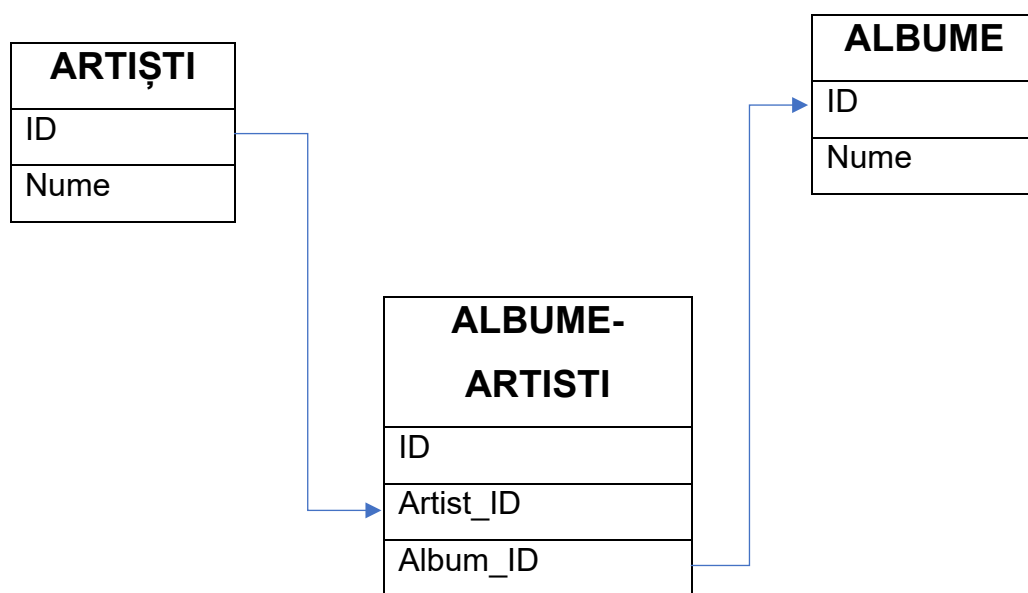 ARTIȘTI
ID
Nume
ALBUME
ID
Nume
ALBUME-
ARTISTI
ID
Artist_ID
Album_ID